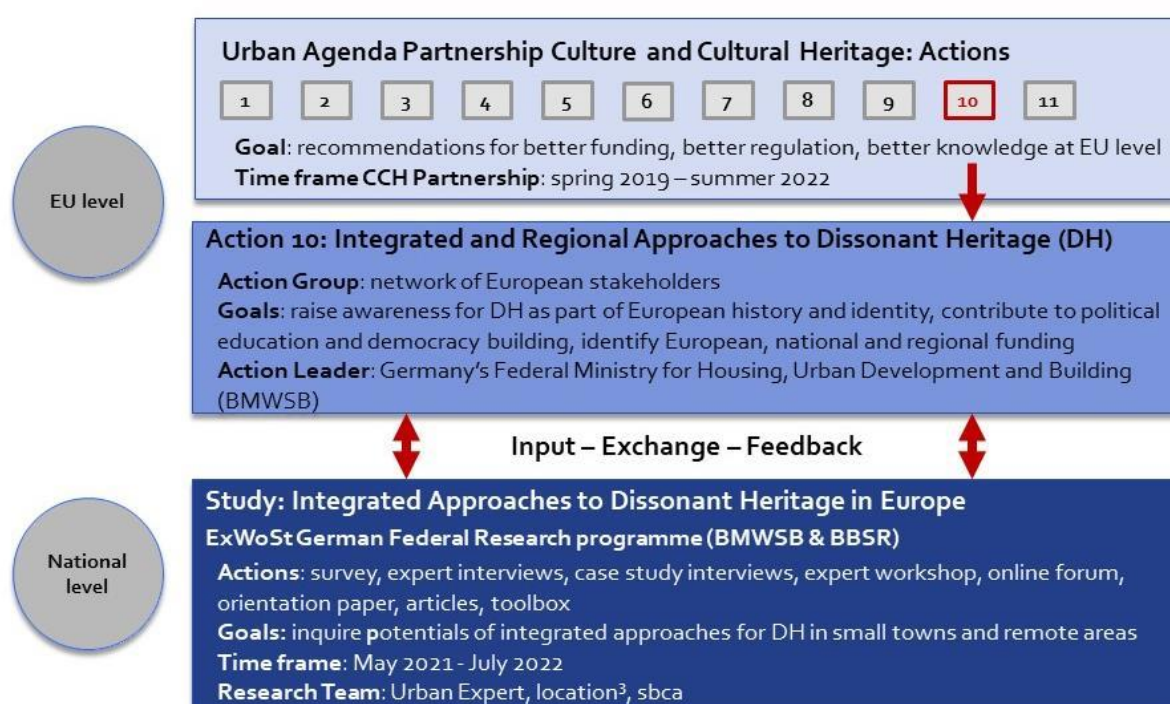 Urban Agenda Partnership Culture and Cultural Heritage: Actions
1 2 3 4 5 6 7 8 9 10 11
Goal: recommendations for better funding, better regulation, better knowledge at EU level
Time frame CCH Partnership: spring 2019 – summer 2022
EU level
Action 10: Integrated and Regional Approaches to Dissonant Heritage (DH)
Action Group: network of European stakeholders
Goals: raise awareness for DH as part of European history and identity, contribute to political
education and democracy building, identify European, national and regional funding
Action Leader: Germany's Federal Ministry for Housing, Urban Development and Building
(BMWSB)
Input – Exchange – Feedback
National
level
Study: Integrated Approaches to Dissonant Heritage in Europe
ExWoSt German Federal Research programme (BMWSB & BBSR)
Actions: survey, expert interviews, case study interviews, expert workshop, online forum,
orientation paper, articles, toolbox
Goals: inquire potentials of integrated approaches for DH in small towns and remote areas
Time frame: May 2021 - July 2022
Research Team: Urban Expert, location³, sbca